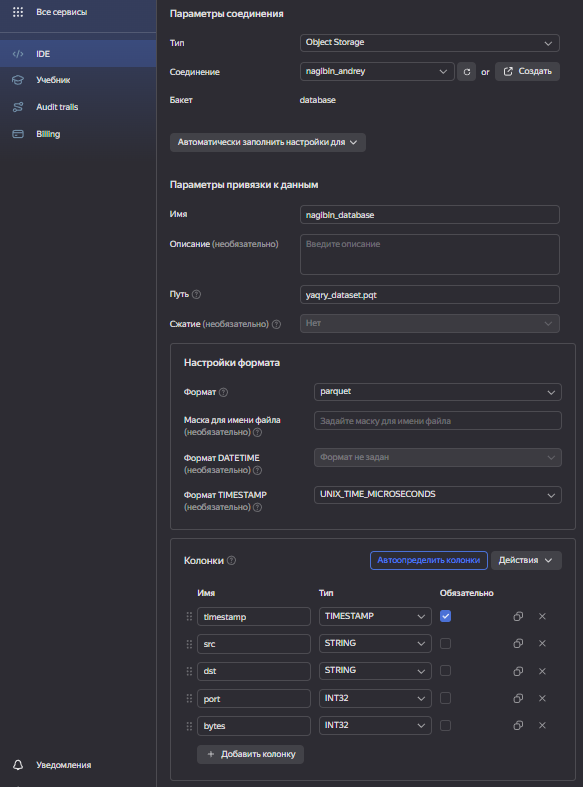 Все сервисы
IDE
Учебник
Audit trails
Billing
Уведомления
Параметры соединения
Тип Object Storage
Соединение nagibin_andrey or Создать
Бакет database
Автоматически заполнить настройки для
Параметры привязки к данным
Имя nagibin_database
Описание (необязательно) Введите описание
Путь yaqry_dataset.pqt
Сжатие (необязательно) Нет
Настройки формата
Формат parquet
Маска для имени файла Задайте маску для имени файла
(необязательно)
Формат DATETIME Формат не задан
(необязательно)
Формат TIMESTAMP UNIX_TIME_MICROSECONDS
(необязательно)
Колонки Автоопределить колонки Действия
Имя Тип Обязательно
timestamp TIMESTAMP
src STRING
dst STRING
port INT32
bytes INT32
+ Добавить колонку